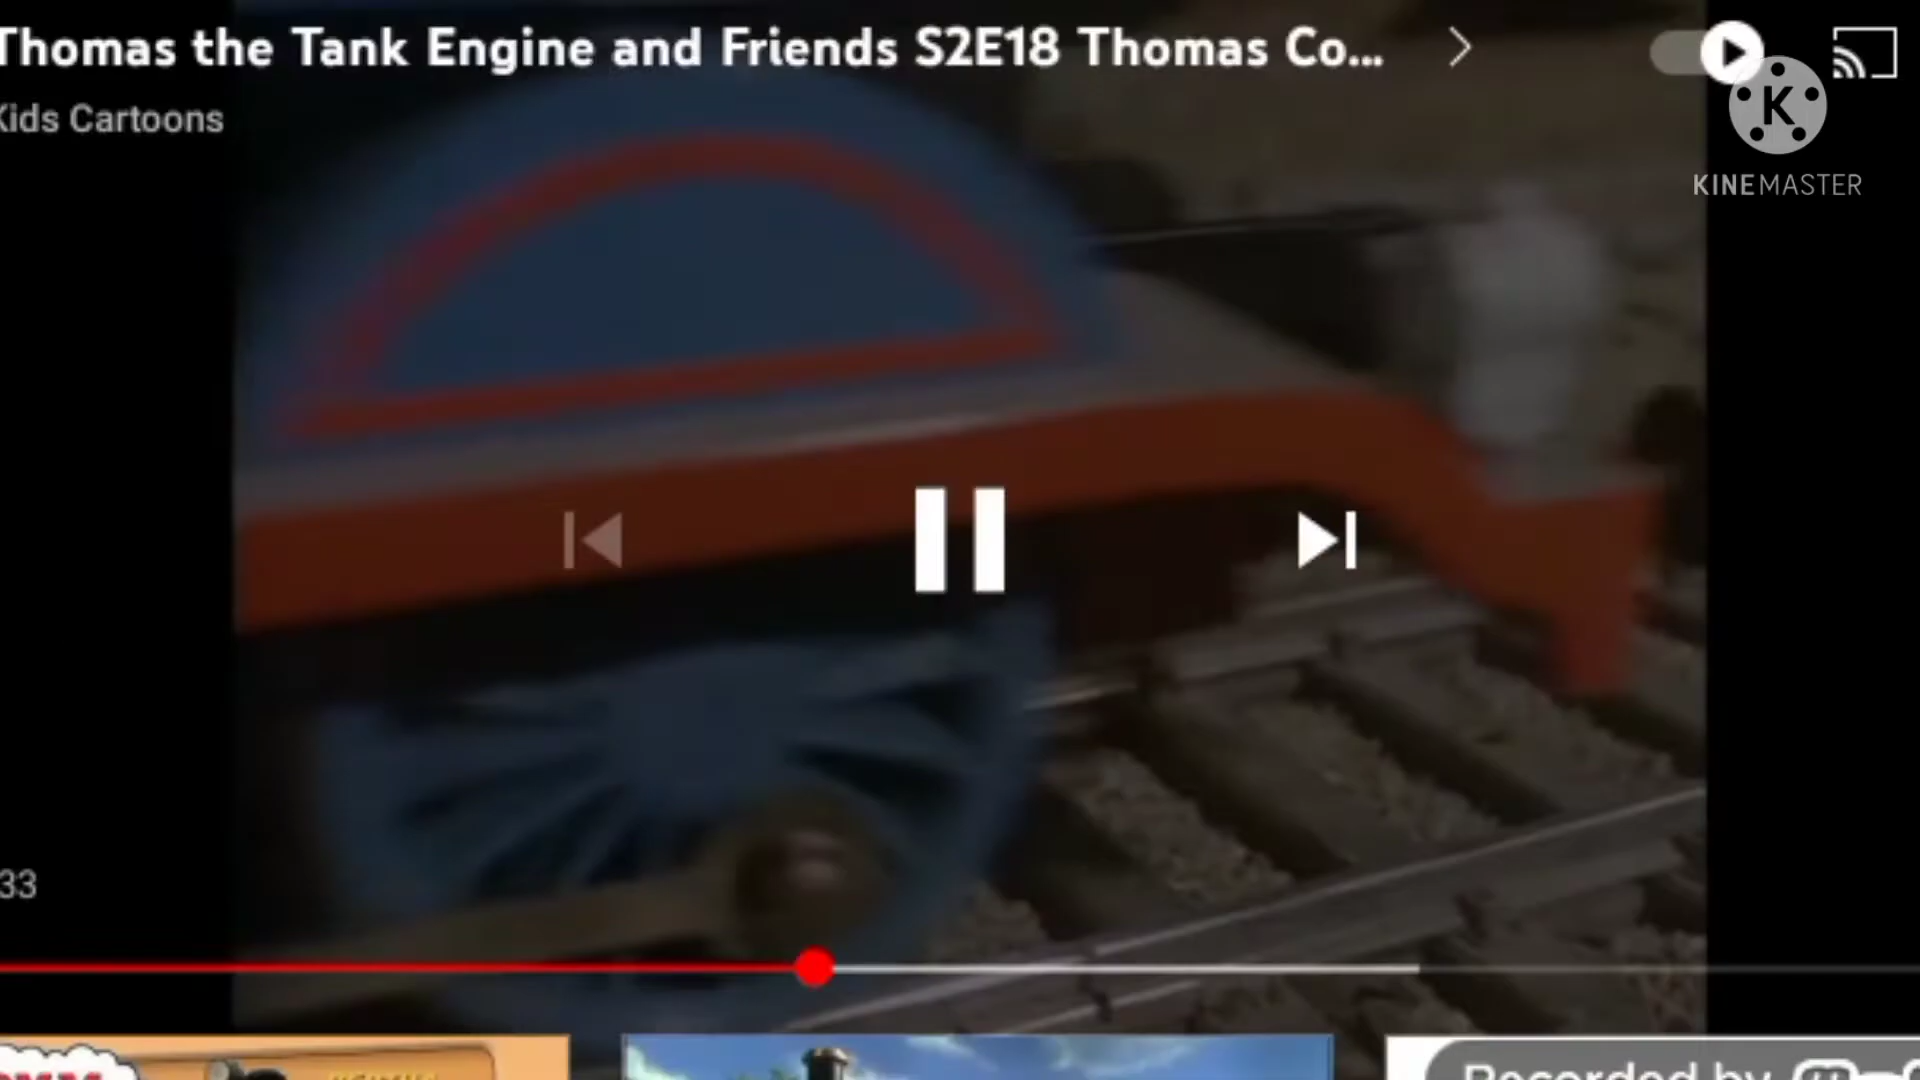 Thomas the Tank Engine and Friends S2E18 Thomas Co...
Kids Cartoons
K
KINEMASTER
33
Recorded by